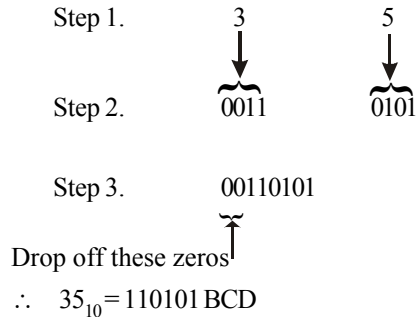 Step 1. 3 5
Step 2. 0011 0101
Step 3. 00110101
Drop off these zeros
∴ 35₁₀ = 110101 BCD